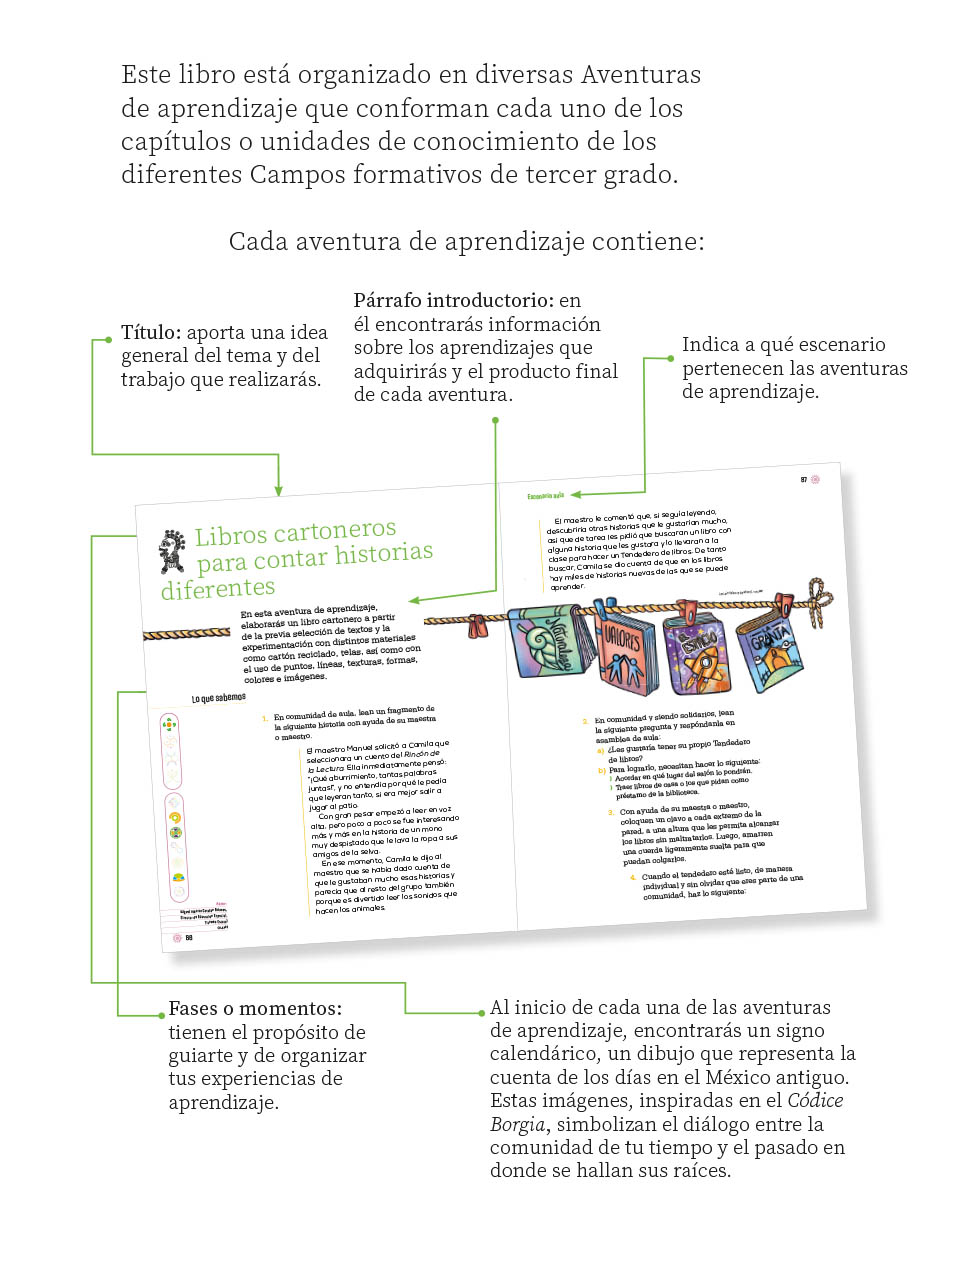 Este libro está organizado en diversas Aventuras
de aprendizaje que conforman cada uno de los
capítulos o unidades de conocimiento de los
diferentes Campos formativos de tercer grado.
Cada aventura de aprendizaje contiene:
Título: aporta una idea
general del tema y del
trabajo que realizarás.
Párrafo introductorio: en
él encontrarás información
sobre los aprendizajes que
adquirirás y el producto final
de cada aventura.
Indica a qué escenario
pertenecen las aventuras
de aprendizaje.
Libros cartoneros
para contar historias
diferentes
En esta aventura de aprendizaje,
elaborarás un libro cartonero a partir
de la previa selección de textos y la
experimentación con distintos materiales
como cartón reciclado, telas, así como con
el uso de puntos, líneas, texturas, formas,
colores e imágenes.
Lo que sabemos
1. En comunidad de aula, lean un fragmento de
la siguiente historia con ayuda de su maestra
o maestro.
El maestro Manuel solicitó a Camila que
seleccionara un cuento del Rincón de
la Lectura. Ella inmediatamente pensó:
"¡Qué aburrimiento, tantas palabras
juntas!", y no entendía por qué le pedía
que leyeran tanto, si era mejor salir a
jugar al patio.
Con gran pesar empezó a leer en voz
alta, pero poco a poco se fue interesando
más y más en la historia de un mono
muy despistado que le lava la ropa a sus
amigos de la selva.
En ese momento, Camila le dijo al
maestro que se había dado cuenta de
que le gustaban mucho esas historias y
parecía que al resto del grupo también
porque es divertido leer los sonidos que
hacen los animales.
86
Escenario aula
87
El maestro le comentó que, si seguía leyendo,
descubriría otras historias que le gustarían mucho,
así que de tarea les pidió que buscaran un libro con
alguna historia que les gustara y lo llevaran a la
clase para hacer un Tendedero de libros. De tanto
buscar, Camila se dio cuenta de que en los libros
hay miles de historias nuevas de las que se puede
aprender.
Naturaleza
VALORES
ESPACIO
LA
GRANJA
2. En comunidad y siendo solidarios, lean
la siguiente pregunta y respóndanla en
asamblea de aula:
a) ¿Les gustaría tener su propio Tendedero
de libros?
b) Para lograrlo, necesitan hacer lo siguiente:
Acordar en qué lugar del salón lo pondrán.
Traer libros de casa o los que pidan como
préstamo de la biblioteca.
3. Con ayuda de su maestra o maestro,
coloquen un clavo a cada extremo de la
pared, a una altura que les permita alcanzar
los libros sin maltratarlos. Luego, amarren
una cuerda ligeramente suelta para que
puedan colgarlos.
4. Cuando el tendedero esté listo, de manera
individual y sin olvidar que eres parte de una
comunidad, haz lo siguiente:
Fases o momentos:
tienen el propósito de
guiarte y de organizar
tus experiencias de
aprendizaje.
Al inicio de cada una de las aventuras
de aprendizaje, encontrarás un signo
calendárico, un dibujo que representa la
cuenta de los días en el México antiguo.
Estas imágenes, inspiradas en el Códice
Borgia, simbolizan el diálogo entre la
comunidad de tu tiempo y el pasado en
donde se hallan sus raíces.